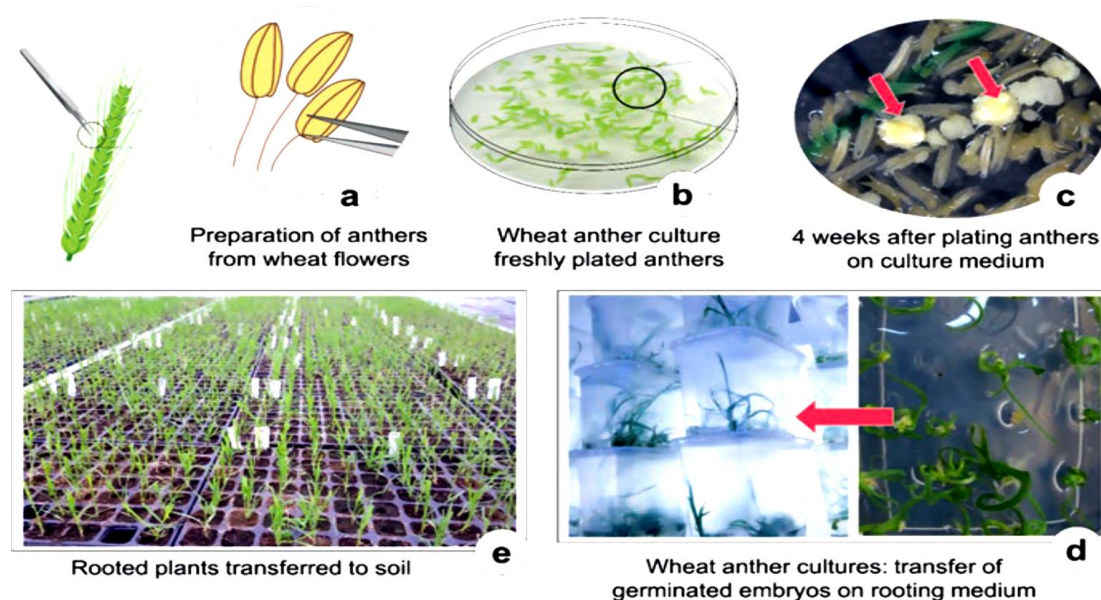 a
Preparation of anthers
from wheat flowers
b
Wheat anther culture
freshly plated anthers
c
4 weeks after plating anthers
on culture medium
e
Rooted plants transferred to soil
d
Wheat anther cultures: transfer of
germinated embryos on rooting medium